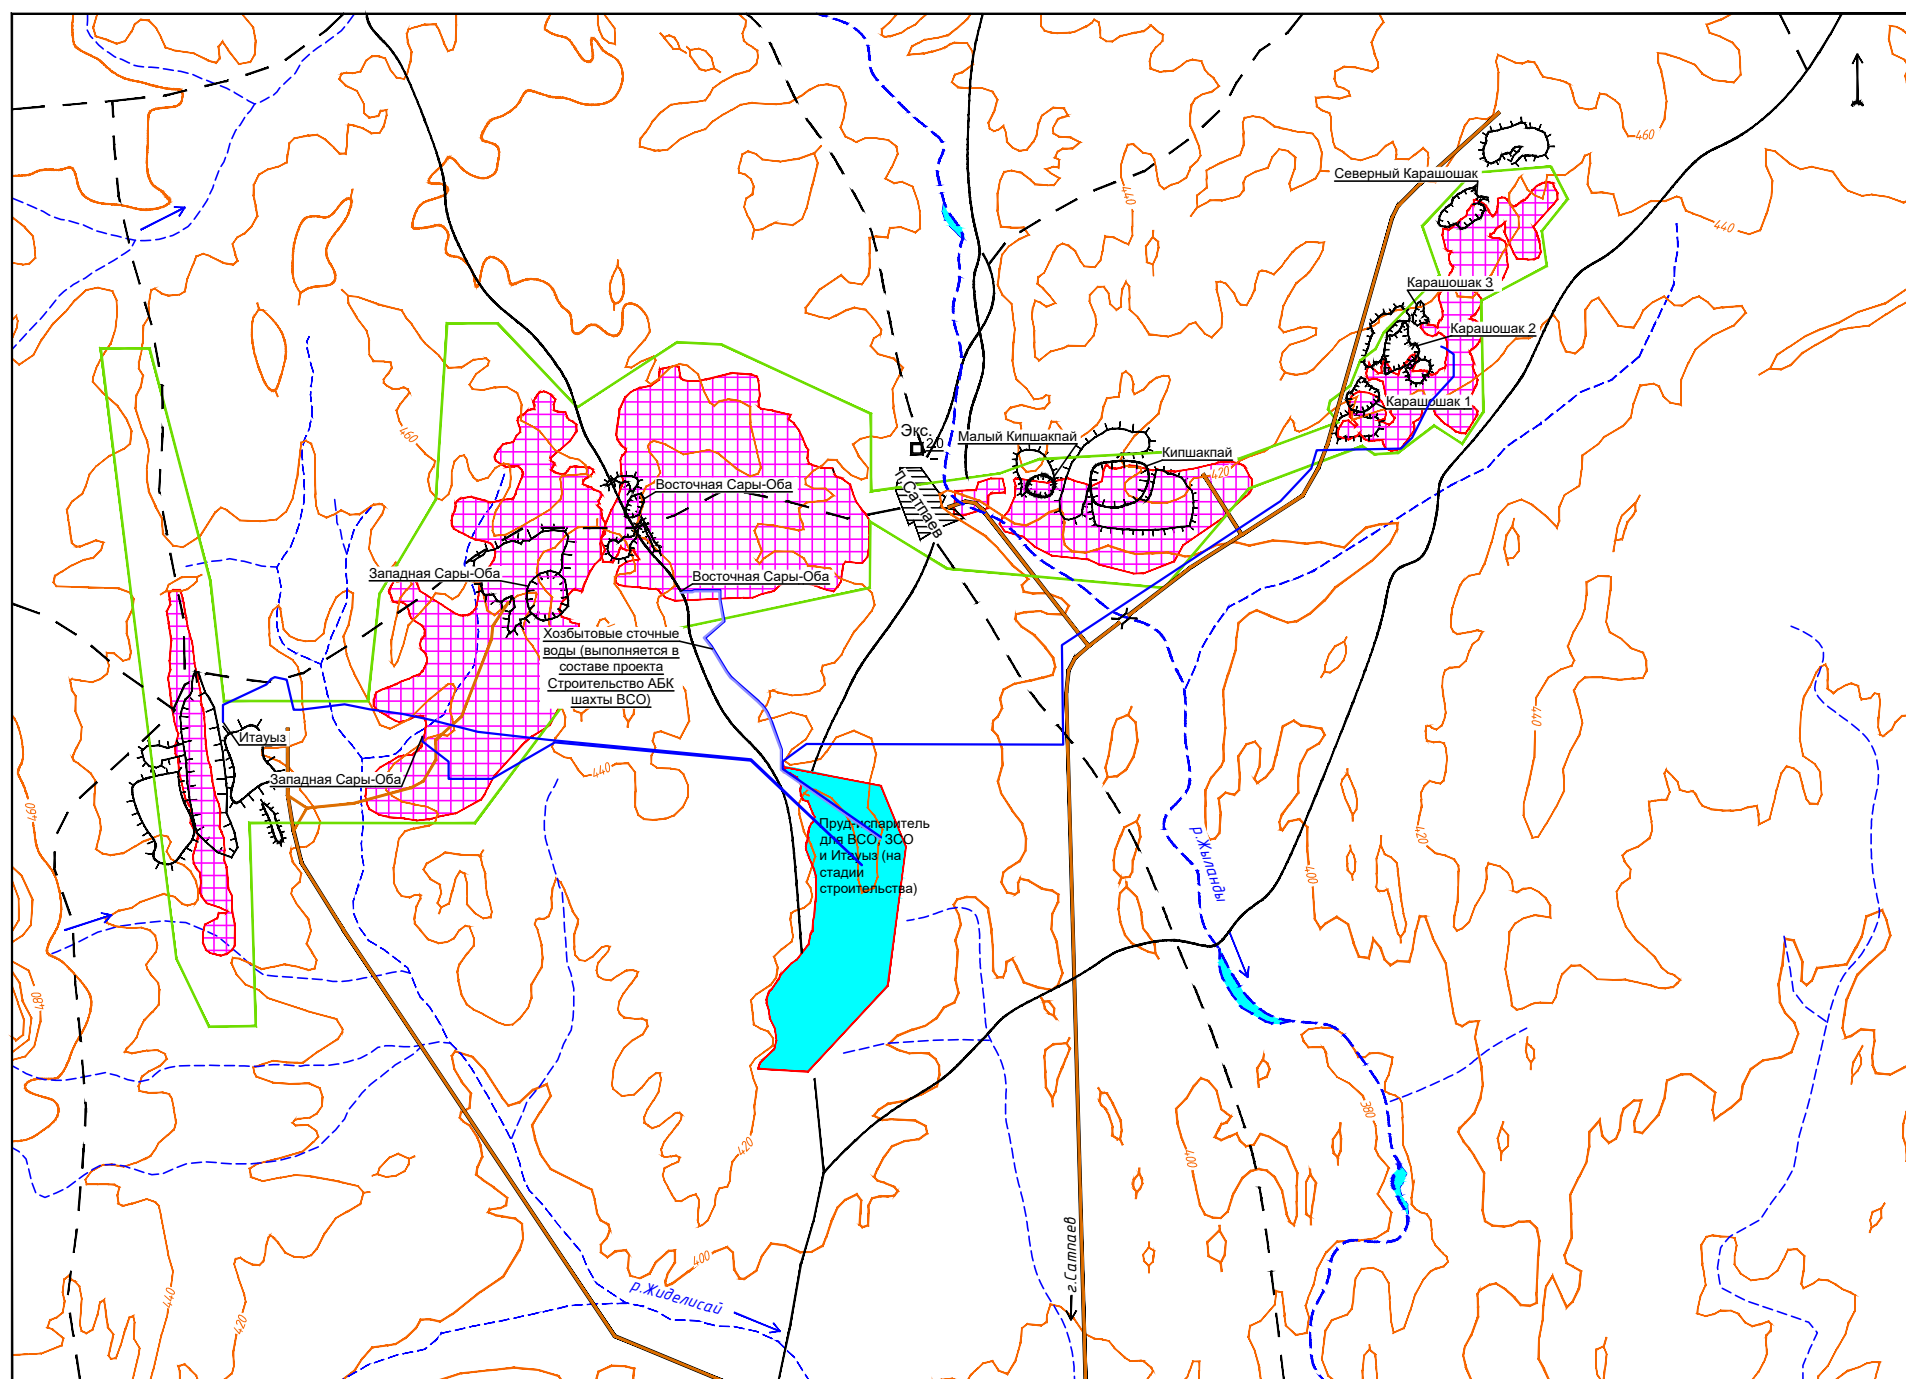 460
Северный Карашошак
440
440
Карашошак 3
Карашошак 2
Карашошак 1
460
Экс.
20
Малый Кипшакпай
Кипшакпай
420
п.Сатпаев
Восточная Сары-Оба
Западная Сары-Оба
Восточная Сары-Оба
Хозбытовые сточные
воды (выполняется в
составе проекта
Строительство АБК
шахты ВСО)
Итауыз
Западная Сары-Оба
440
440
460
Пруд-испаритель
для ВСО, ЗСО
и Итауыз (на
стадии
строительства)
р.Жыланды
400
420
480
380
420
400
400
г.Сатпаев
440
420
р.Жиделисай